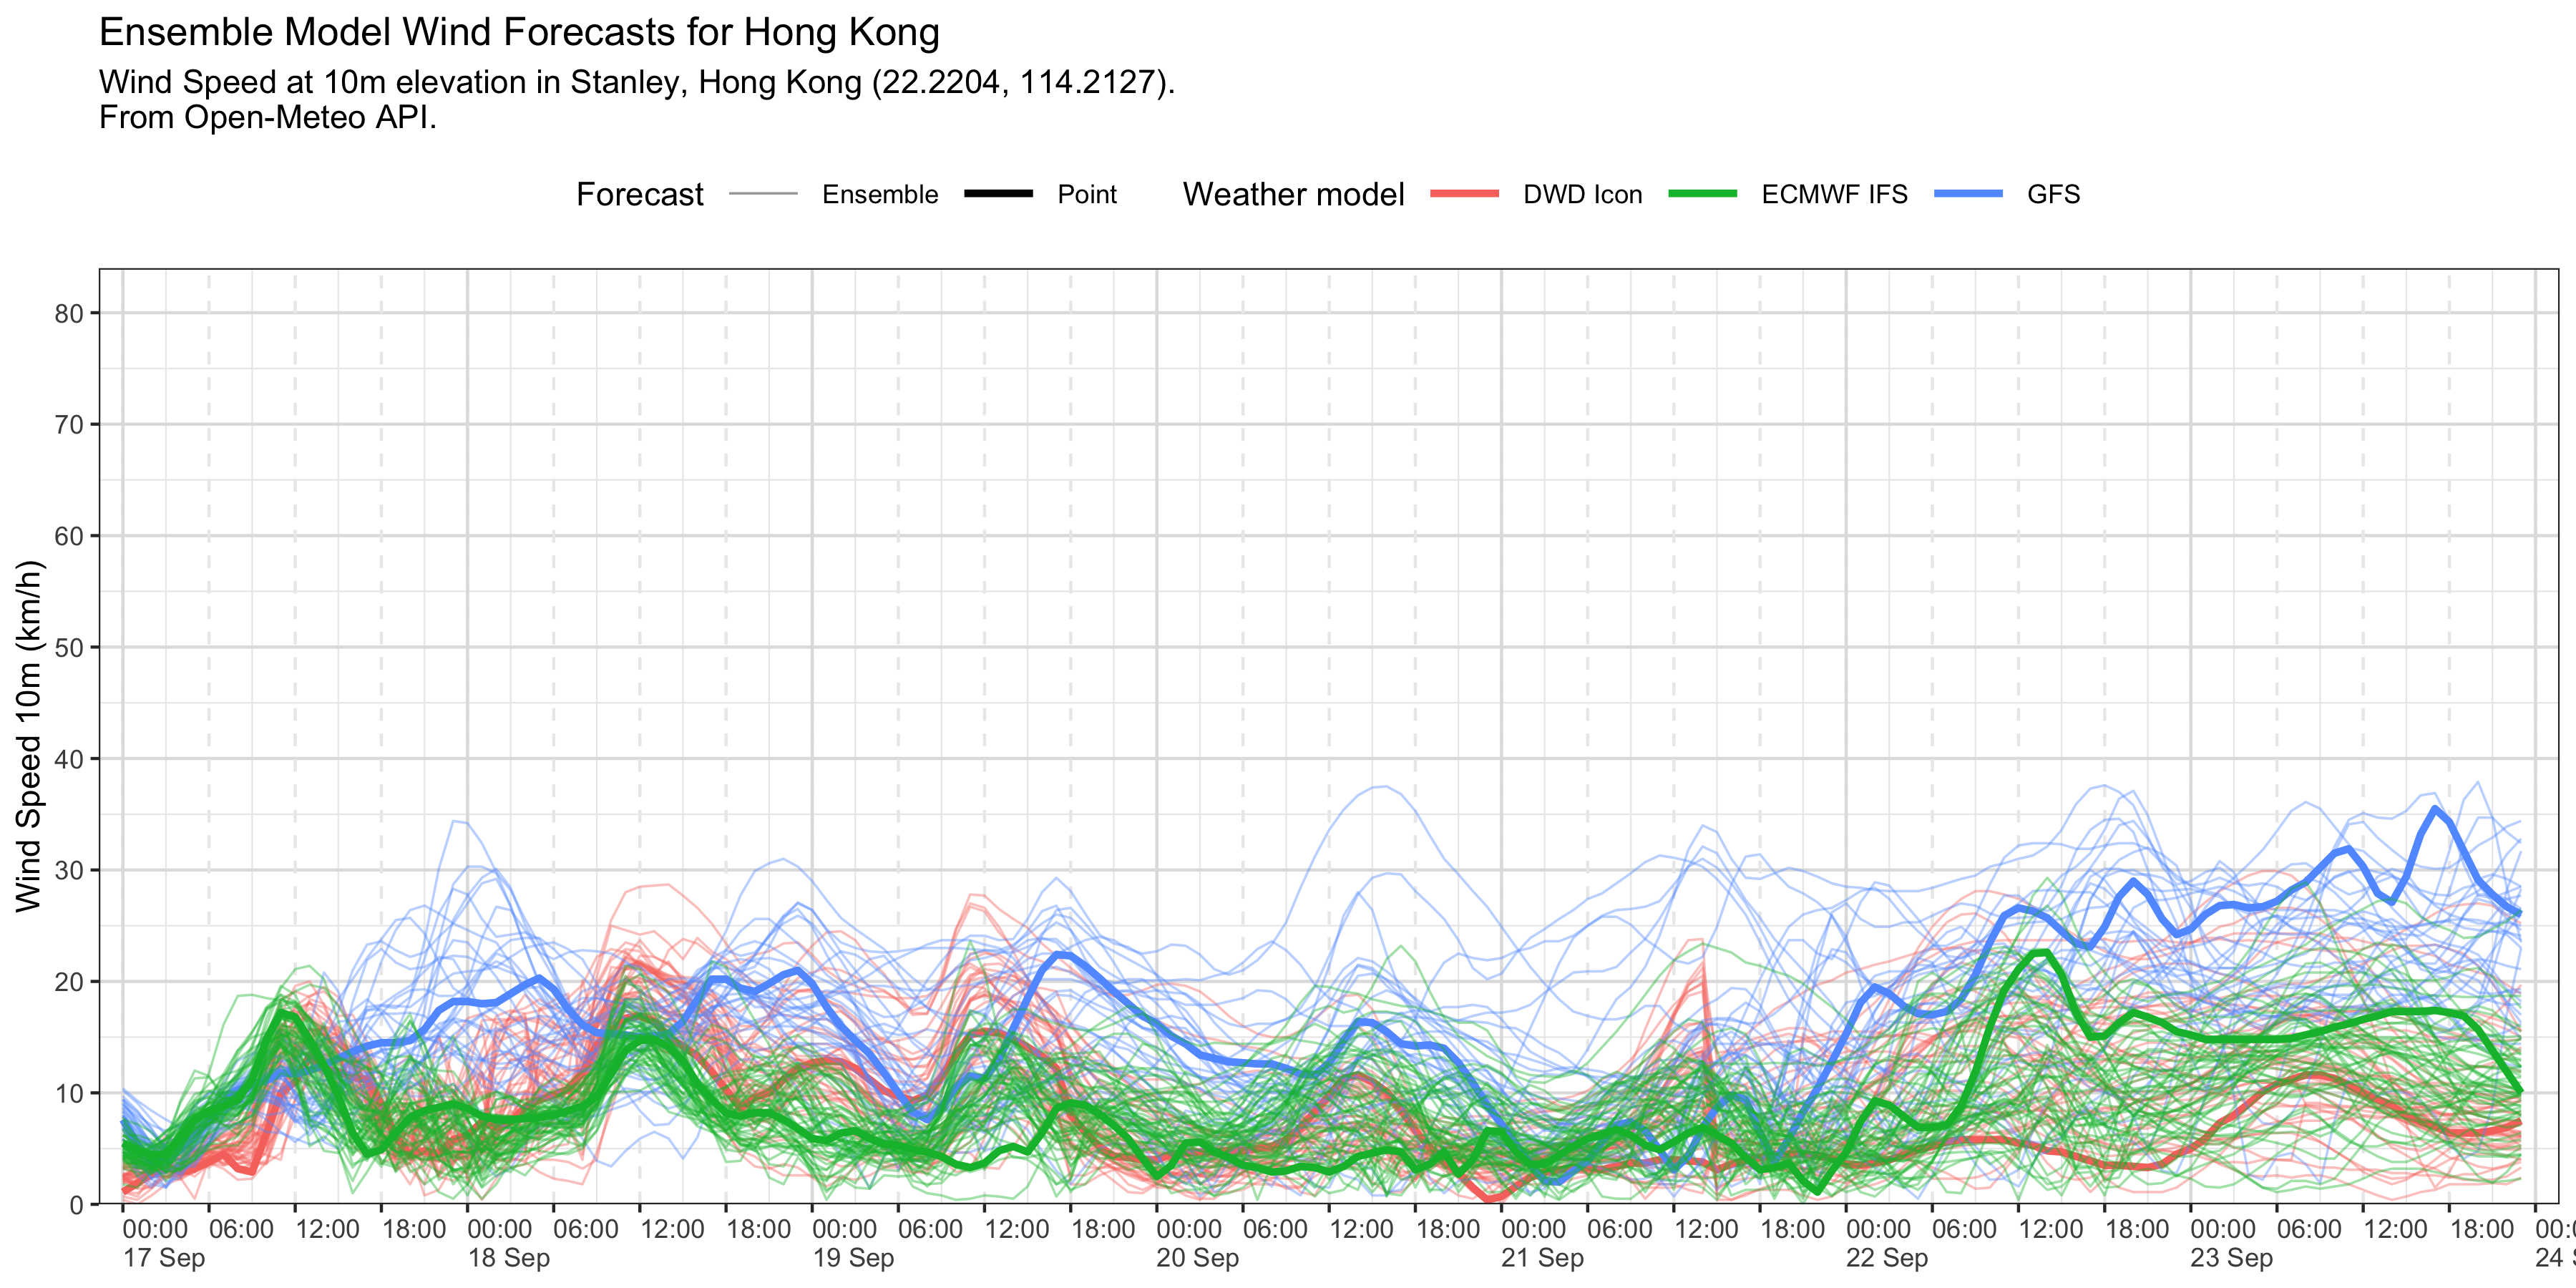 Ensemble Model Wind Forecasts for Hong Kong
Wind Speed at 10m elevation in Stanley, Hong Kong (22.2204, 114.2127).
From Open-Meteo API.
Forecast Ensemble Point Weather model DWD Icon ECMWF IFS GFS
Wind Speed 10m (km/h)
80
70
60
50
40
30
20
10
0
00:00 06:00 12:00 18:00 00:00 06:00 12:00 18:00 00:00 06:00 12:00 18:00 00:00 06:00 12:00 18:00 00:00 06:00 12:00 18:00 00:00 06:00 12:00 18:00 00:00 06:00 12:00 18:00 00:0
17 Sep 18 Sep 19 Sep 20 Sep 21 Sep 22 Sep 23 Sep 24 S